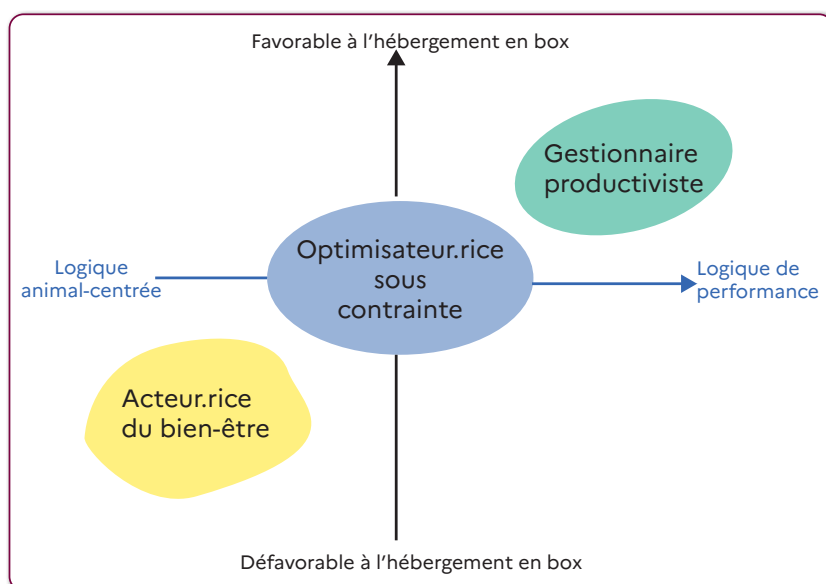 Favorable à l’hébergement en box
Gestionnaire
productiviste
Optimisateur.rice
sous
contrainte
Logique
animal-centrée
Logique de
performance
Acteur.rice
du bien-être
Défavorable à l’hébergement en box